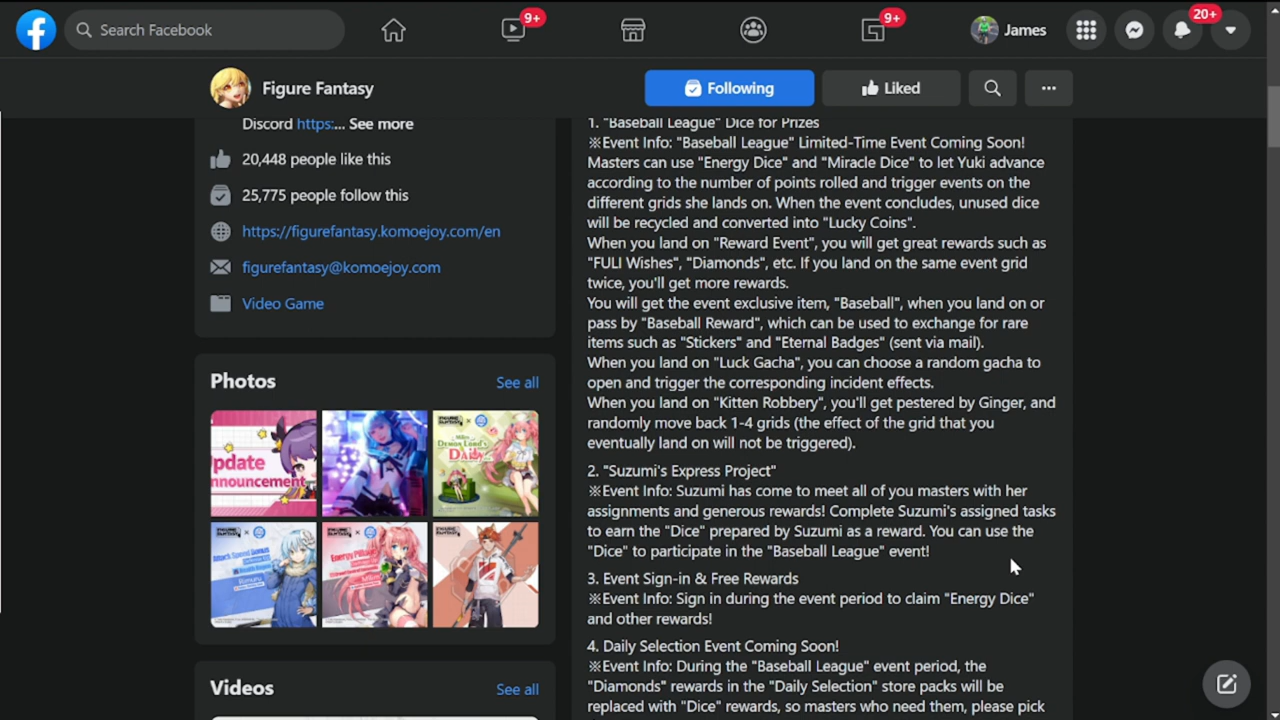 Search Facebook
9+
9+
James
20+
Figure Fantasy
Following
Liked
Discord https:... See more
20,448 people like this
25,775 people follow this
https://figurefantasy.komoejoy.com/en
figurefantasy@komoejoy.com
Video Game
Photos
See all
Update
Announcement
Demon Lord's
Daily
Attack Speed Bonus
Rimuru
Energy Pillage
Milim
Videos
See all
1. "Baseball League" Dice for Prizes
※Event Info: "Baseball League" Limited-Time Event Coming Soon!
Masters can use "Energy Dice" and "Miracle Dice" to let Yuki advance
according to the number of points rolled and trigger events on the
different grids she lands on. When the event concludes, unused dice
will be recycled and converted into "Lucky Coins".
When you land on "Reward Event", you will get great rewards such as
"FULI Wishes", "Diamonds", etc. If you land on the same event grid
twice, you'll get more rewards.
You will get the event exclusive item, "Baseball", when you land on or
pass by "Baseball Reward", which can be used to exchange for rare
items such as "Stickers" and "Eternal Badges" (sent via mail).
When you land on "Luck Gacha", you can choose a random gacha to
open and trigger the corresponding incident effects.
When you land on "Kitten Robbery", you'll get pestered by Ginger, and
randomly move back 1-4 grids (the effect of the grid that you
eventually land on will not be triggered).
2. "Suzumi's Express Project"
※Event Info: Suzumi has come to meet all of you masters with her
assignments and generous rewards! Complete Suzumi's assigned tasks
to earn the "Dice" prepared by Suzumi as a reward. You can use the
"Dice" to participate in the "Baseball League" event!
3. Event Sign-in & Free Rewards
※Event Info: Sign in during the event period to claim "Energy Dice"
and other rewards!
4. Daily Selection Event Coming Soon!
※Event Info: During the "Baseball League" event period, the
"Diamonds" rewards in the "Daily Selection" store packs will be
replaced with "Dice" rewards, so masters who need them, please pick